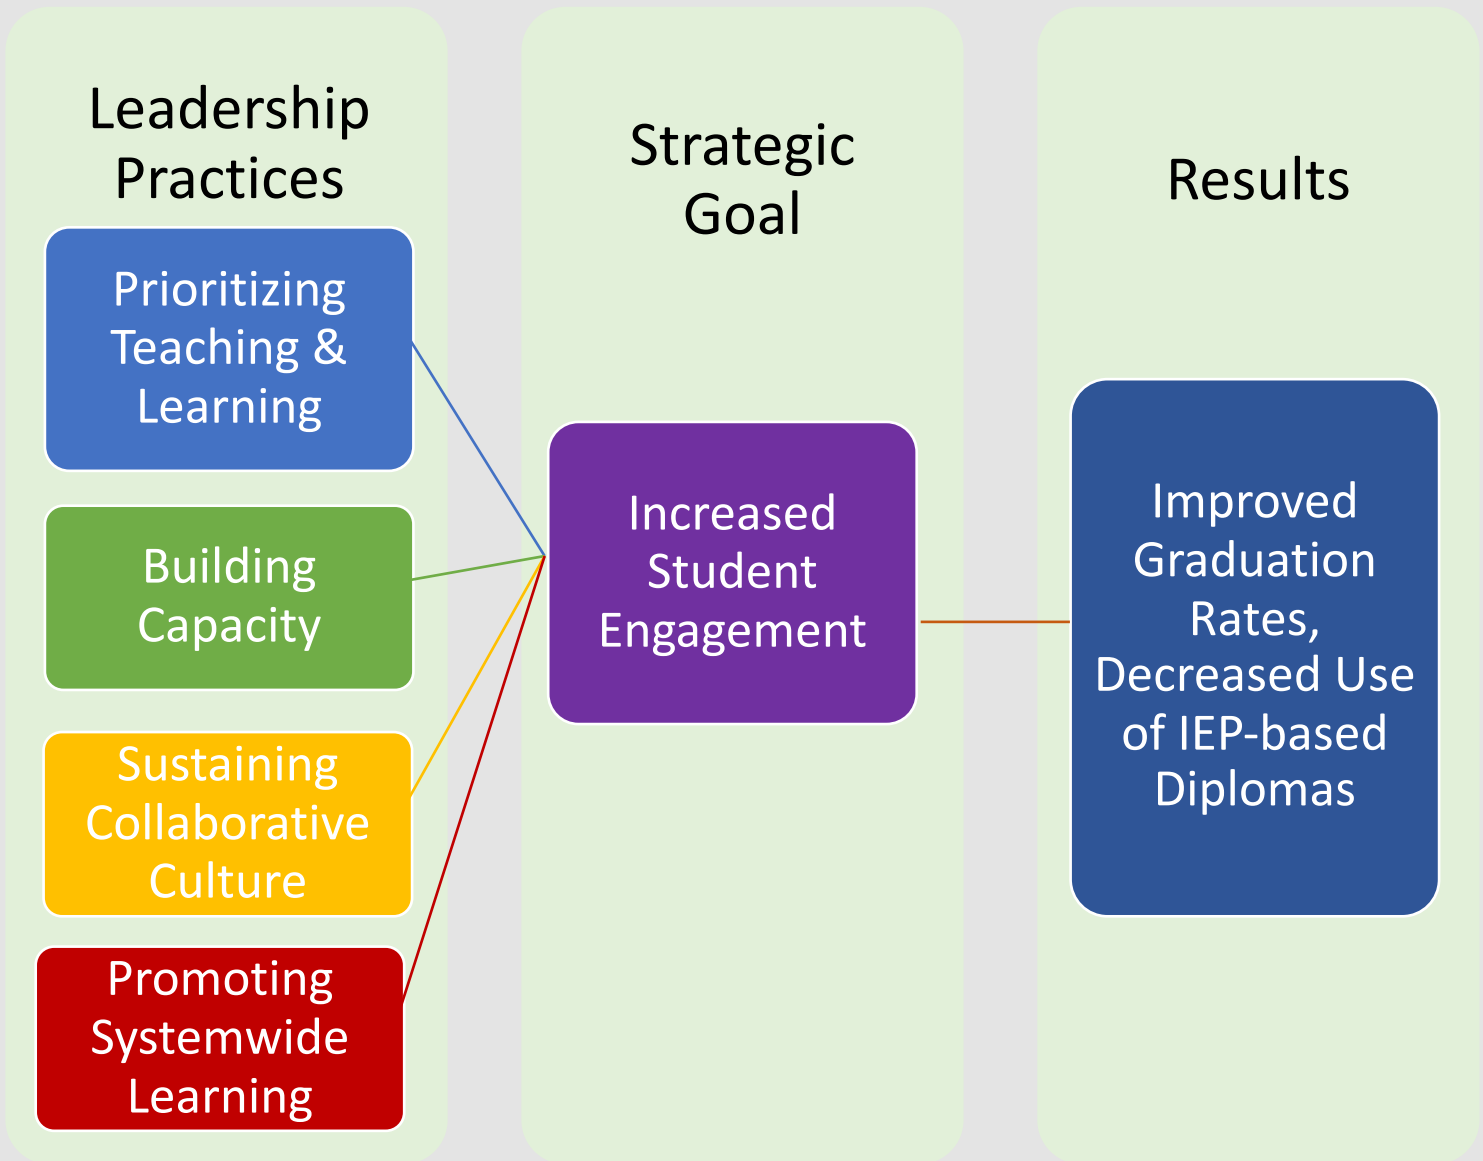 Leadership
Practices
Prioritizing
Teaching &
Learning
Building
Capacity
Sustaining
Collaborative
Culture
Promoting
Systemwide
Learning
Strategic
Goal
Increased
Student
Engagement
Results
Improved
Graduation
Rates,
Decreased Use
of IEP-based
Diplomas